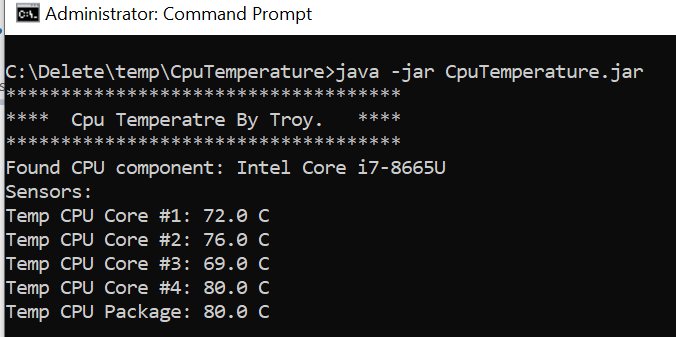 Administrator: Command Prompt
C:\Delete\temp\CpuTemperature>java -jar CpuTemperature.jar
************************************
****  Cpu Temperatre By Troy.   ****
************************************
Found CPU component: Intel Core i7-8665U
Sensors:
Temp CPU Core #1: 72.0 C
Temp CPU Core #2: 76.0 C
Temp CPU Core #3: 69.0 C
Temp CPU Core #4: 80.0 C
Temp CPU Package: 80.0 C